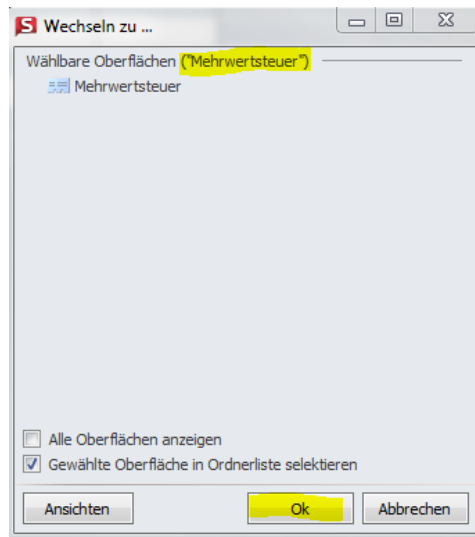 Wechseln zu ...
Wählbare Oberflächen ("Mehrwertsteuer")
Mehrwertsteuer
Alle Oberflächen anzeigen
Gewählte Oberfläche in Ordnerliste selektieren
Ansichten Ok Abbrechen